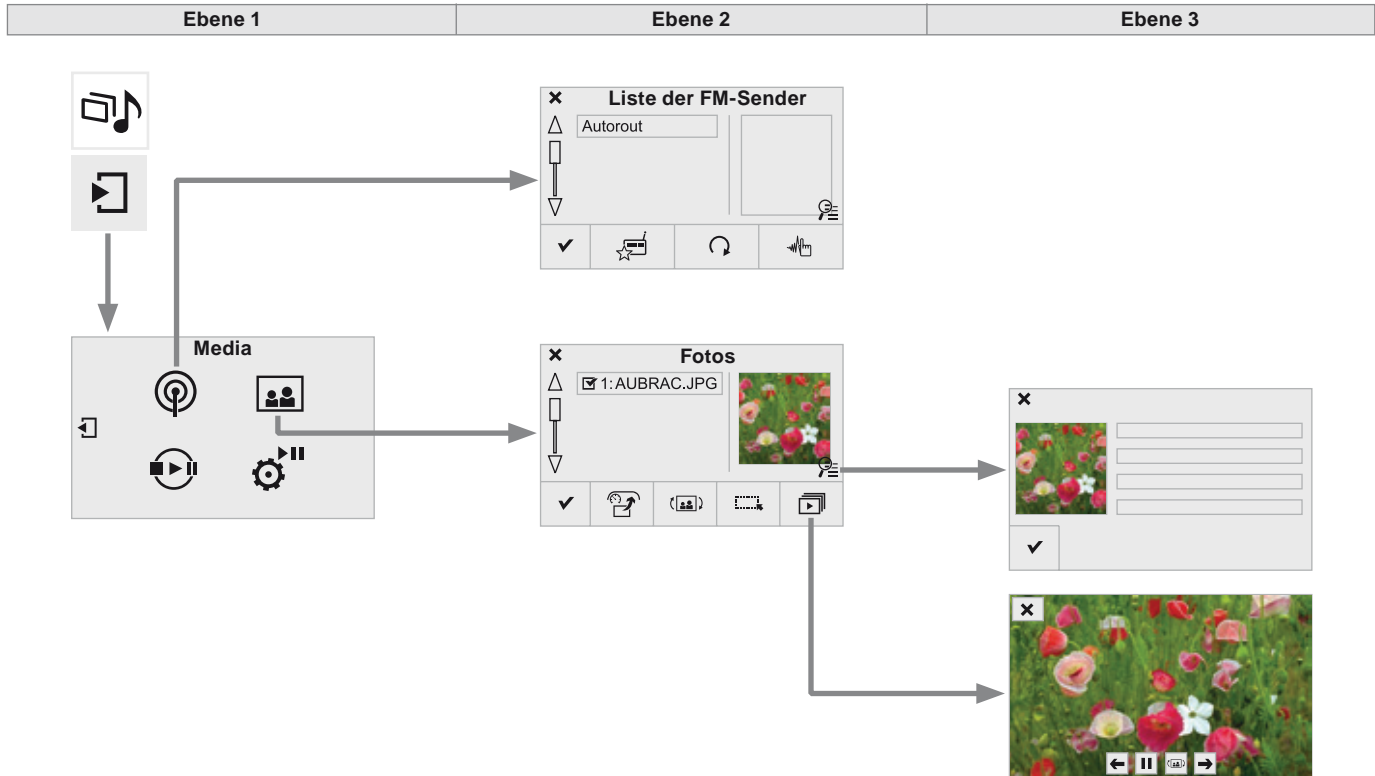 Ebene 1
Ebene 2
Ebene 3
Liste der FM-Sender
Autorout
Media
Fotos
1: AUBRAC.JPG